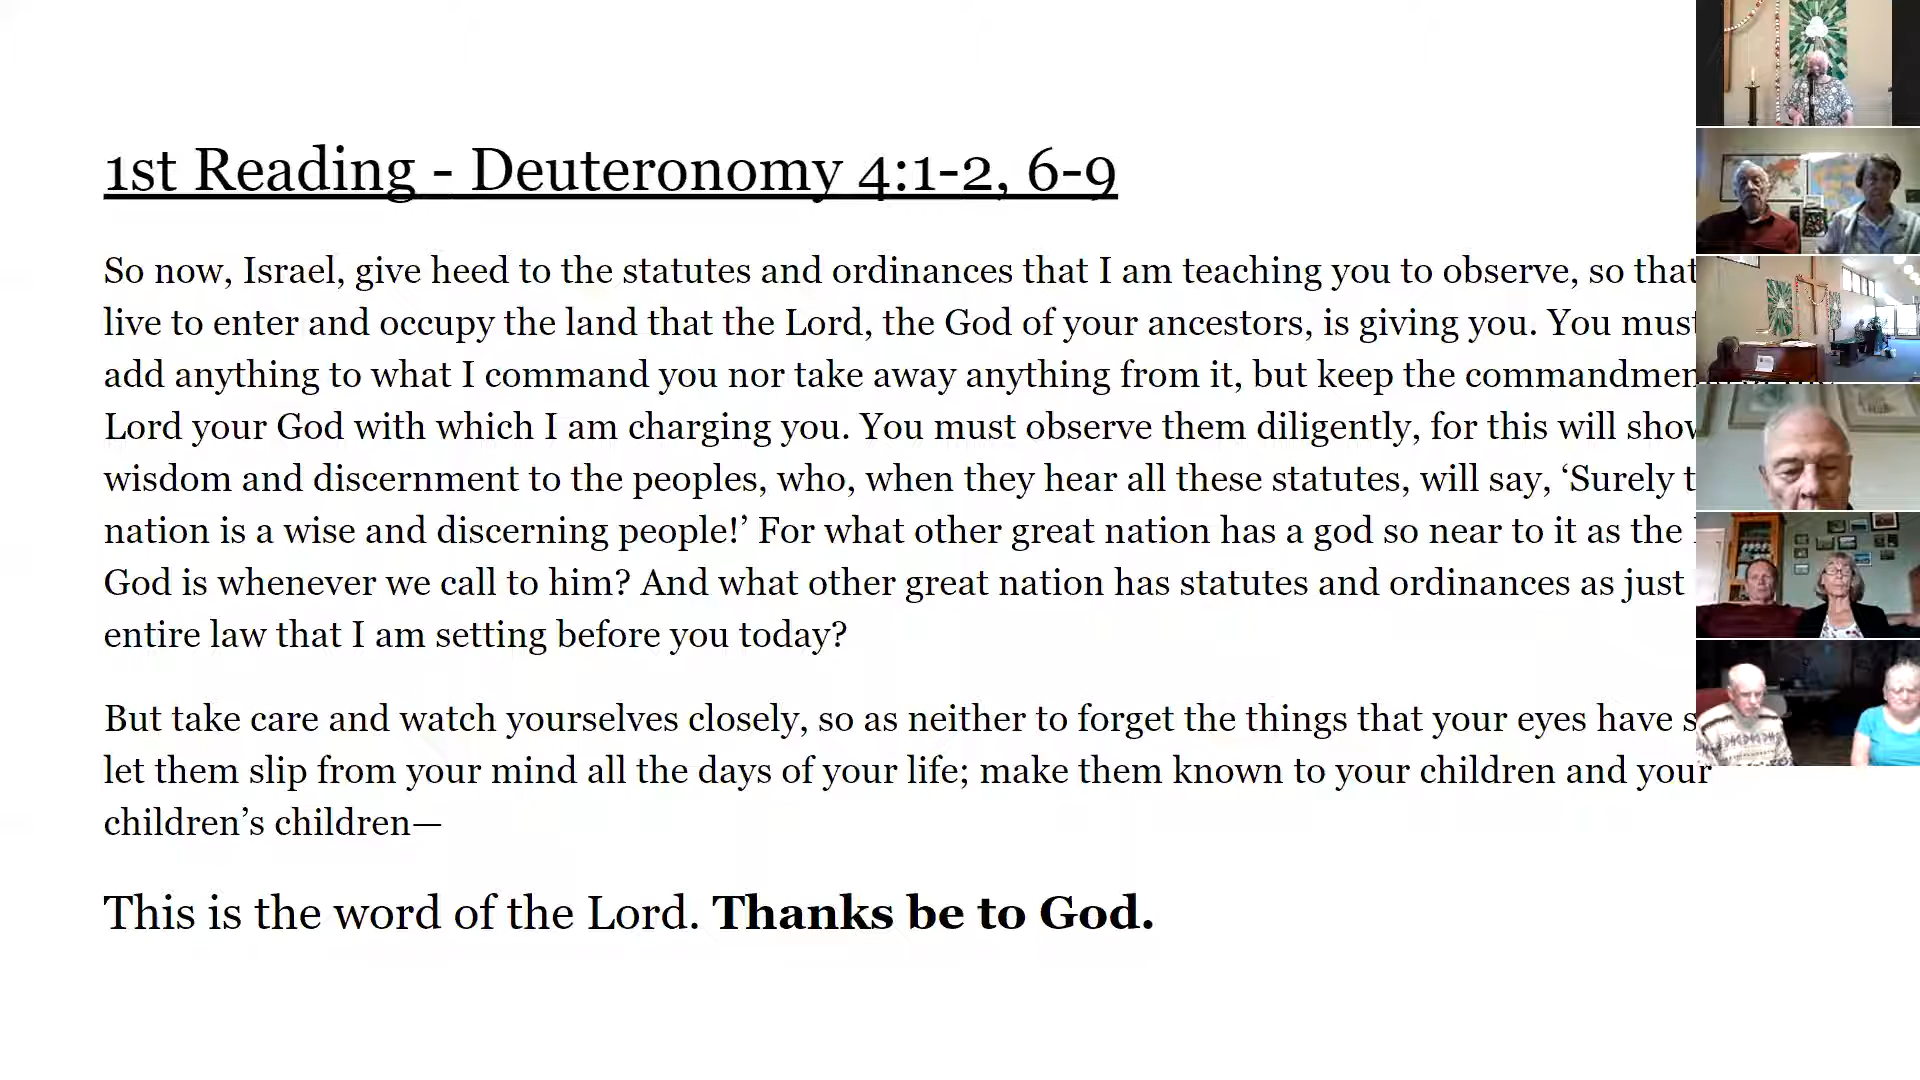 1st Reading - Deuteronomy 4:1-2, 6-9
So now, Israel, give heed to the statutes and ordinances that I am teaching you to observe, so that
live to enter and occupy the land that the Lord, the God of your ancestors, is giving you. You must
add anything to what I command you nor take away anything from it, but keep the
Lord your God with which I am charging you. You must observe them diligently, for this will show
wisdom and discernment to the peoples, who, when they hear all these statutes, will say, ‘Surely
nation is a wise and discerning people!’ For what other great nation has a god so near to it as the
God is whenever we call to him? And what other great nation has statutes and ordinances as just
entire law that I am setting before you today?
But take care and watch yourselves closely, so as neither to forget the things that your eyes have
let them slip from your mind all the days of your life; make them known to your children and your
children’s children—
This is the word of the Lord. Thanks be to God.